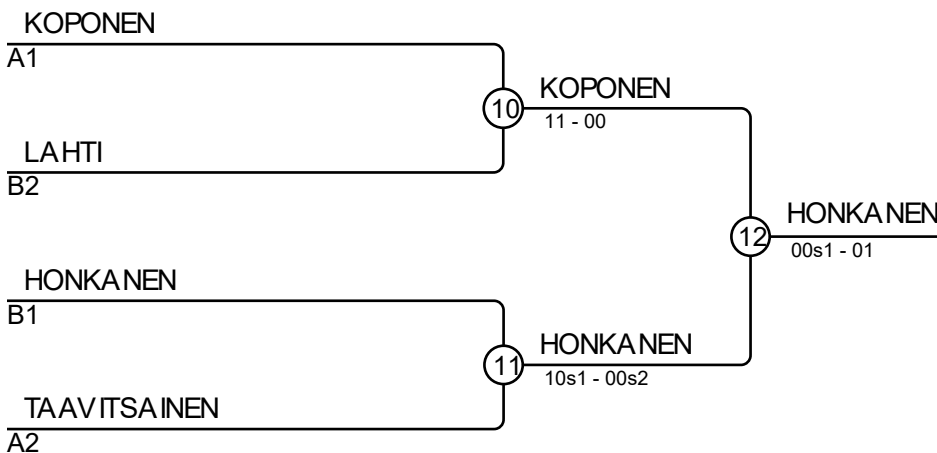 KOPONEN
A1
10
KOPONEN
11 - 00
LAHTI
B2
12
HONKANEN
00s1 - 01
HONKANEN
B1
11
HONKANEN
10s1 - 00s2
TAAVITSAINEN
A2